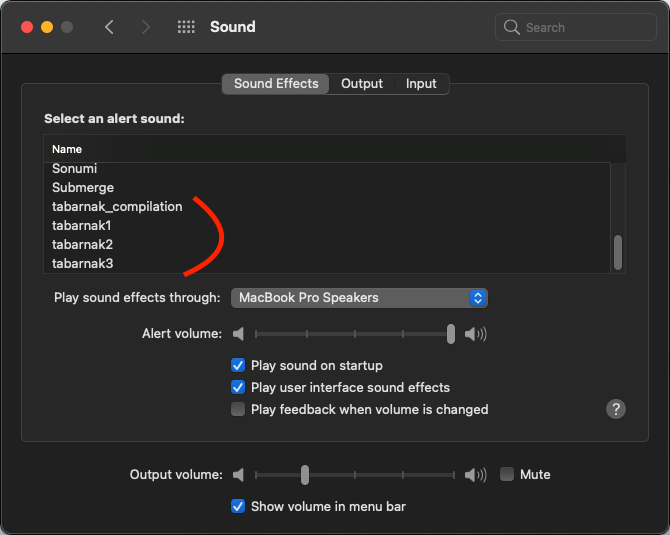 Sound
Search
Sound Effects Output Input
Select an alert sound:
Name
Sonumi
Submerge
tabarnak_compilation
tabarnak1
tabarnak2
tabarnak3
Play sound effects through: MacBook Pro Speakers
Alert volume:
Play sound on startup
Play user interface sound effects
Play feedback when volume is changed
?
Output volume: Mute
Show volume in menu bar